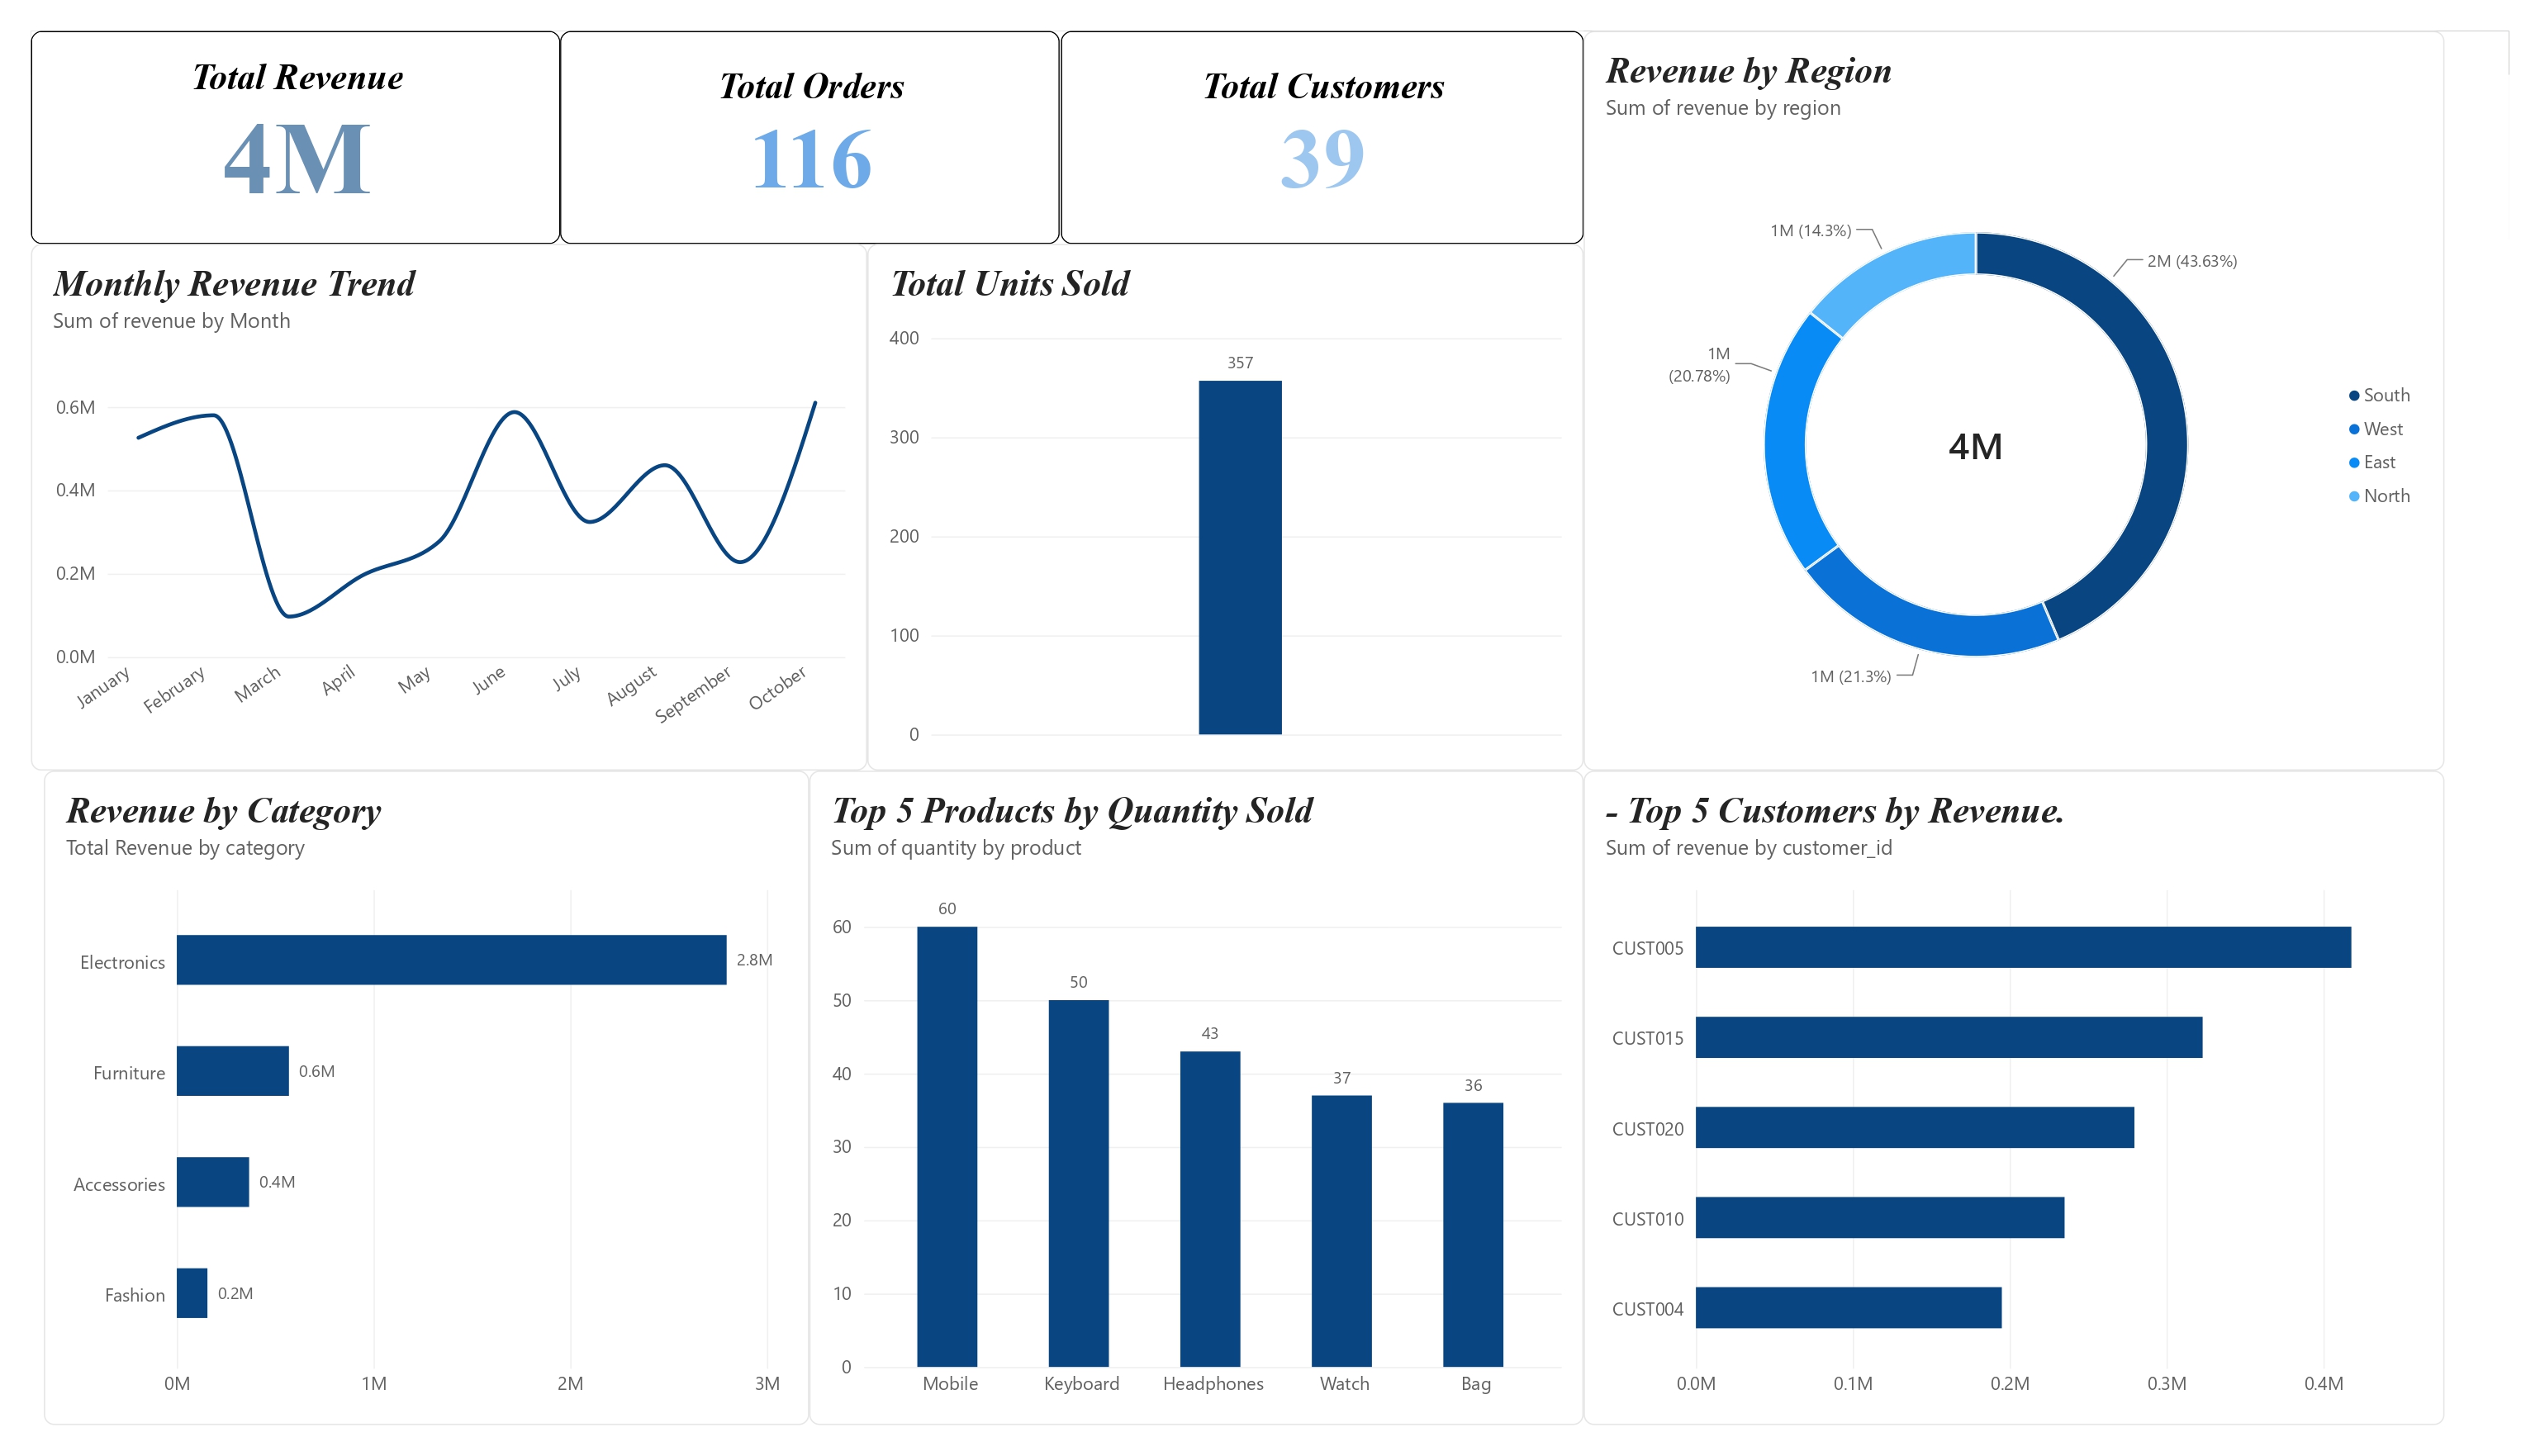 Total Revenue
4M
Total Orders
116
Total Customers
39
Revenue by Region
Sum of revenue by region
1M (14.3%)
2M (43.63%)
1M
(20.78%)
4M
1M (21.3%)
South
West
East
North
Monthly Revenue Trend
Sum of revenue by Month
0.6M
0.4M
0.2M
0.0M
January
February
March
April
May
June
July
August
September
October
Total Units Sold
400
357
300
200
100
0
Revenue by Category
Total Revenue by category
Electronics
2.8M
Furniture
0.6M
Accessories
0.4M
Fashion
0.2M
0M
1M
2M
3M
Top 5 Products by Quantity Sold
Sum of quantity by product
60
50
40
30
20
10
0
60
50
43
37
36
Mobile
Keyboard
Headphones
Watch
Bag
- Top 5 Customers by Revenue.
Sum of revenue by customer_id
CUST005
CUST015
CUST020
CUST010
CUST004
0.0M
0.1M
0.2M
0.3M
0.4M